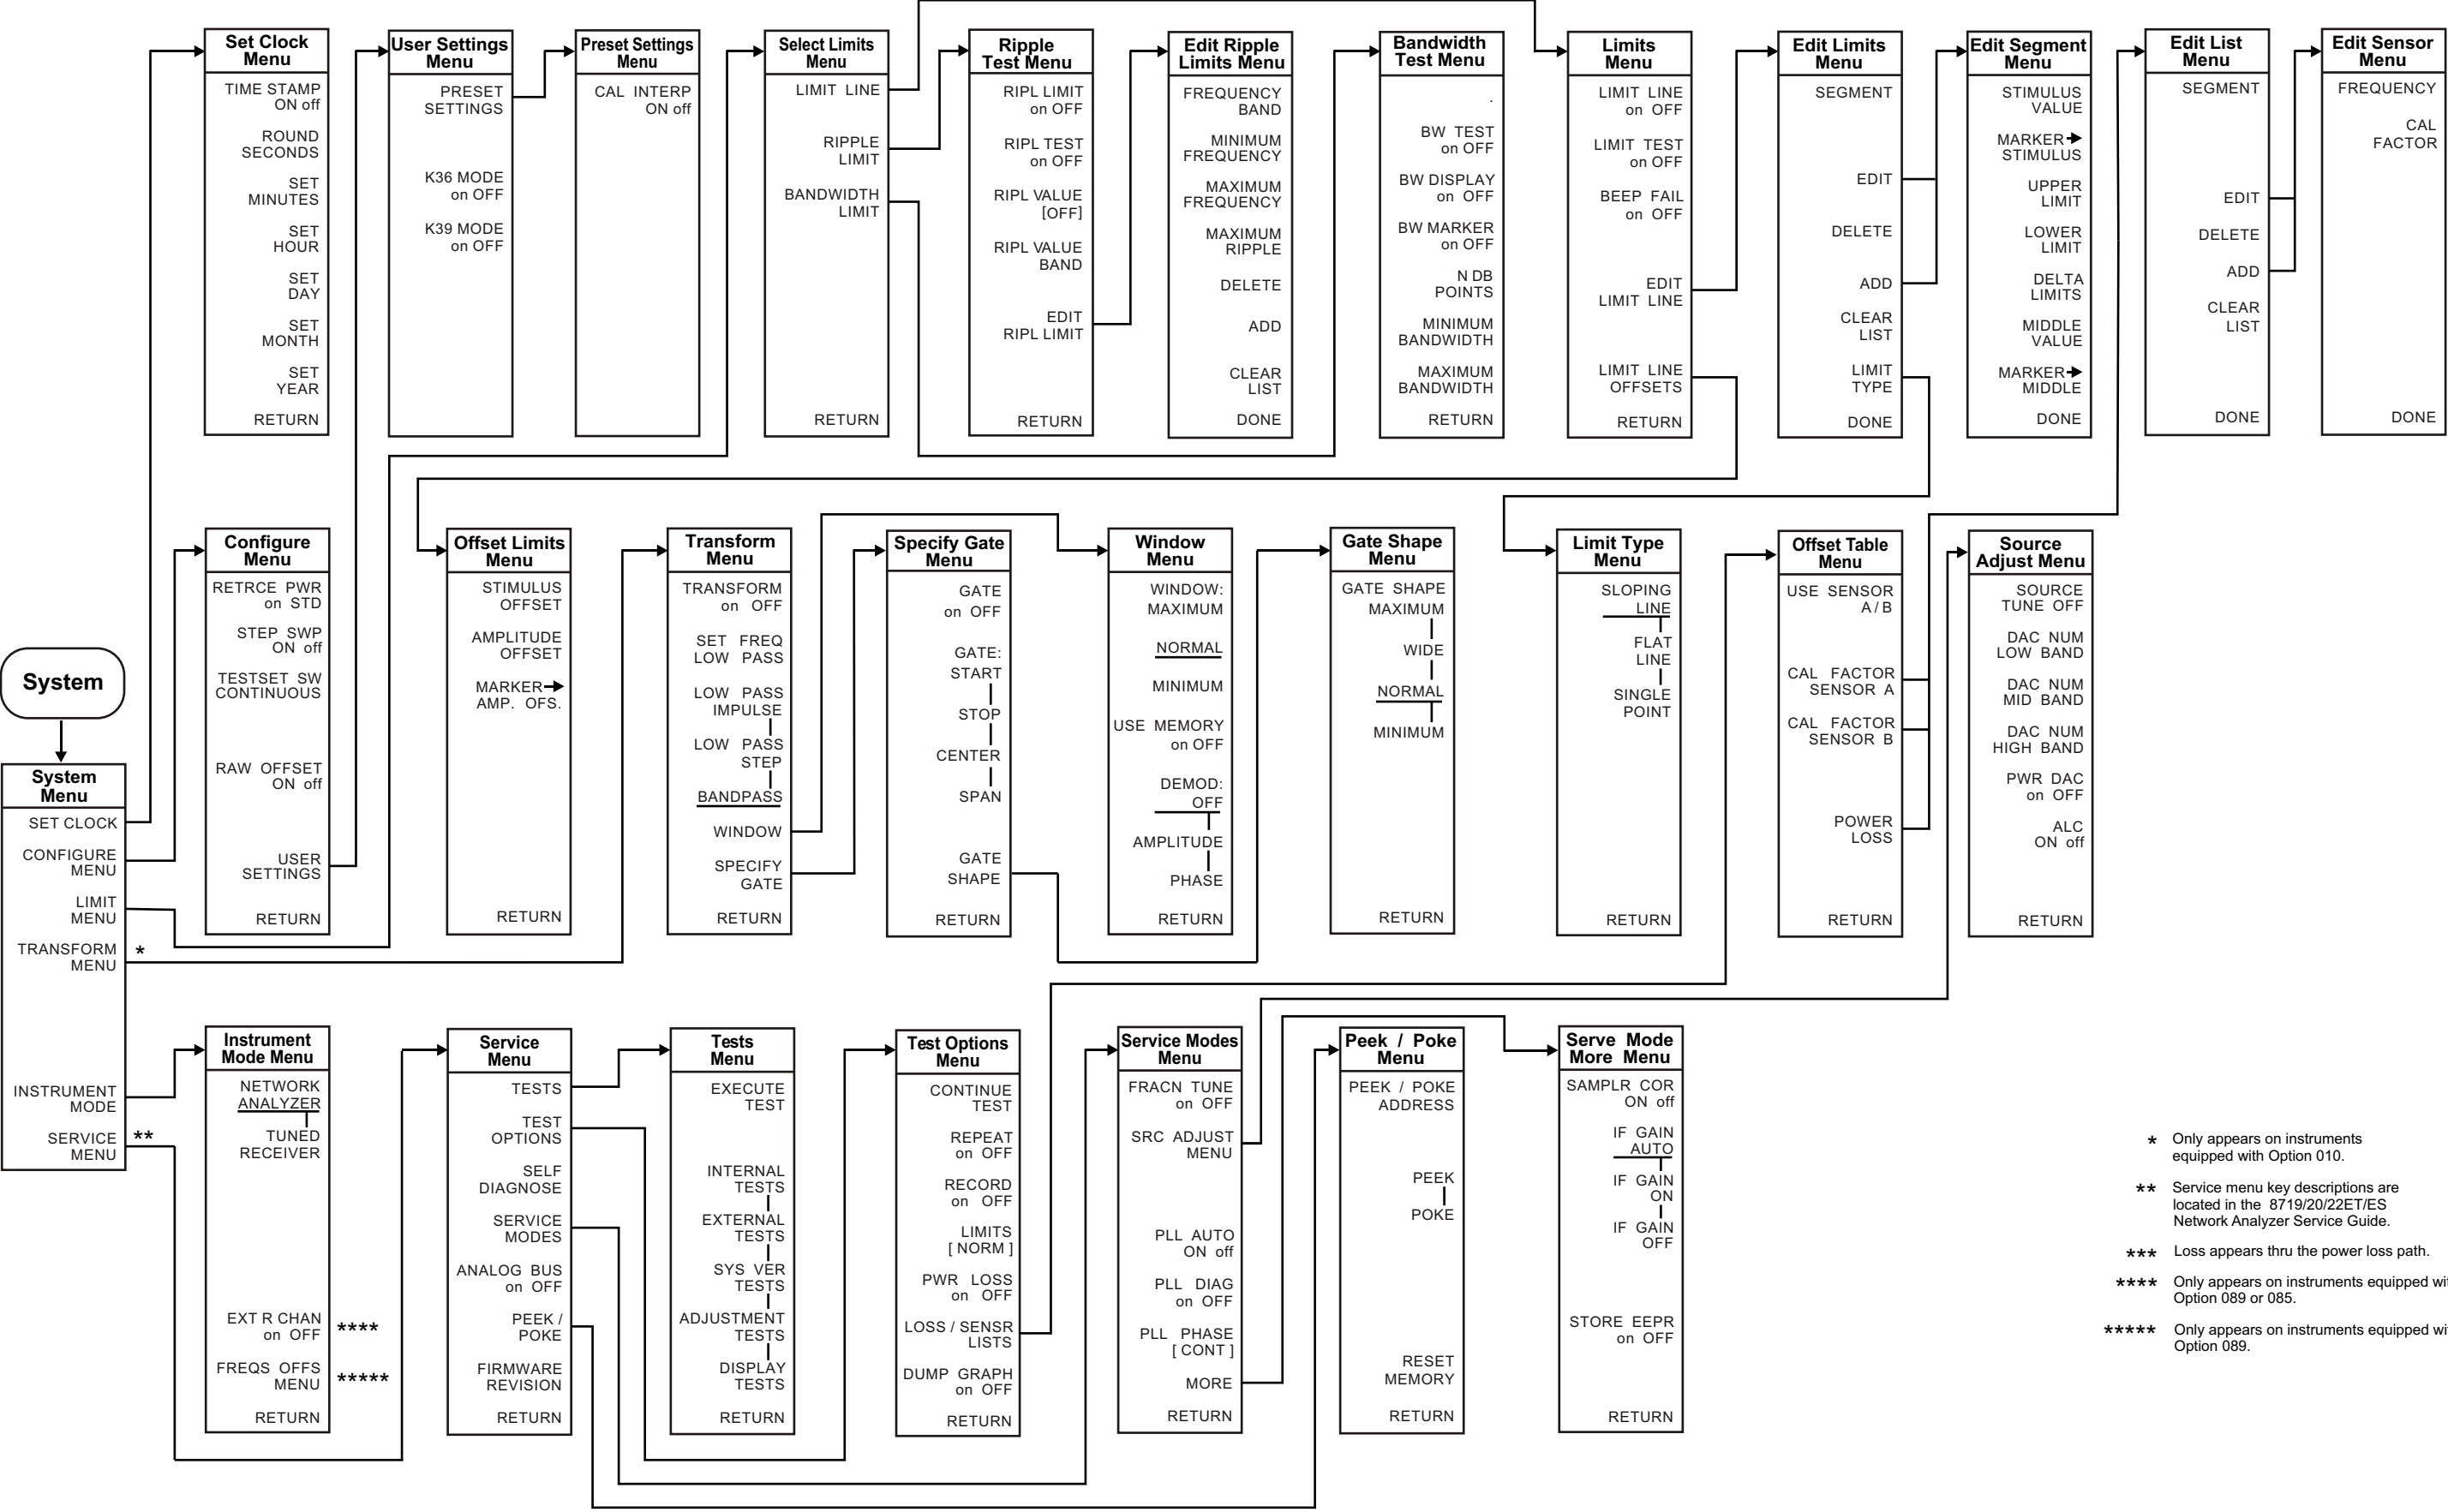 Set Clock
Menu
TIME STAMP
ON off
ROUND
SECONDS
SET
MINUTES
SET
HOUR
SET
DAY
SET
MONTH
SET
YEAR
RETURN
User Settings
Menu
PRESET
SETTINGS
K36 MODE
on OFF
K39 MODE
on OFF
Preset Settings
Menu
CAL INTERP
ON off
Select Limits
Menu
LIMIT LINE
RIPPLE
LIMIT
BANDWIDTH
LIMIT
RETURN
Ripple
Test Menu
RIPL LIMIT
on OFF
RIPL TEST
on OFF
RIPL VALUE
[OFF]
RIPL VALUE
BAND
EDIT
RIPL LIMIT
RETURN
Edit Ripple
Limits Menu
FREQUENCY
BAND
MINIMUM
FREQUENCY
MAXIMUM
FREQUENCY
MAXIMUM
RIPPLE
DELETE
ADD
CLEAR
LIST
DONE
Bandwidth
Test Menu
.
BW TEST
on OFF
BW DISPLAY
on OFF
BW MARKER
on OFF
N DB
POINTS
MINIMUM
BANDWIDTH
MAXIMUM
BANDWIDTH
RETURN
Limits
Menu
LIMIT LINE
on OFF
LIMIT TEST
on OFF
BEEP FAIL
on OFF
EDIT
LIMIT LINE
LIMIT LINE
OFFSETS
RETURN
Edit Limits
Menu
SEGMENT
EDIT
DELETE
ADD
CLEAR
LIST
LIMIT
TYPE
DONE
Edit Segment
Menu
STIMULUS
VALUE
MARKER→
STIMULUS
UPPER
LIMIT
LOWER
LIMIT
DELTA
LIMITS
MIDDLE
VALUE
MARKER→
MIDDLE
DONE
Edit List
Menu
SEGMENT
EDIT
DELETE
ADD
CLEAR
LIST
DONE
Edit Sensor
Menu
FREQUENCY
CAL
FACTOR
DONE
System
System
Menu
SET CLOCK
CONFIGURE
MENU
LIMIT
MENU
TRANSFORM *
MENU
INSTRUMENT
MODE
SERVICE **
MENU
Configure
Menu
RETRCE PWR
on STD
STEP SWP
ON off
TESTSET SW
CONTINUOUS
RAW OFFSET
ON off
USER
SETTINGS
RETURN
Offset Limits
Menu
STIMULUS
OFFSET
AMPLITUDE
OFFSET
MARKER→
AMP. OFS.
RETURN
Transform
Menu
TRANSFORM
on OFF
SET FREQ
LOW PASS
LOW PASS
IMPULSE
LOW PASS
STEP
BANDPASS
WINDOW
SPECIFY
GATE
RETURN
Specify Gate
Menu
GATE
on OFF
GATE:
START
STOP
CENTER
SPAN
GATE
SHAPE
RETURN
Window
Menu
WINDOW:
MAXIMUM
NORMAL
MINIMUM
USE MEMORY
on OFF
DEMOD:
OFF
AMPLITUDE
PHASE
RETURN
Gate Shape
Menu
GATE SHAPE
MAXIMUM
WIDE
NORMAL
MINIMUM
RETURN
Limit Type
Menu
SLOPING
LINE
FLAT
LINE
SINGLE
POINT
RETURN
Offset Table
Menu
USE SENSOR
A / B
CAL FACTOR
SENSOR A
CAL FACTOR
SENSOR B
POWER
LOSS
RETURN
Source
Adjust Menu
SOURCE
TUNE OFF
DAC NUM
LOW BAND
DAC NUM
MID BAND
DAC NUM
HIGH BAND
PWR DAC
on OFF
ALC
ON off
RETURN
Instrument
Mode Menu
NETWORK
ANALYZER
TUNED
RECEIVER
EXT R CHAN
on OFF ****
FREQS OFFS
MENU *****
RETURN
Service
Menu
TESTS
TEST
OPTIONS
SELF
DIAGNOSE
SERVICE
MODES
ANALOG BUS
on OFF
PEEK /
POKE
FIRMWARE
REVISION
RETURN
Tests
Menu
EXECUTE
TEST
INTERNAL
TESTS
EXTERNAL
TESTS
SYS VER
TESTS
ADJUSTMENT
TESTS
DISPLAY
TESTS
RETURN
Test Options
Menu
CONTINUE
TEST
REPEAT
on OFF
RECORD
on OFF
LIMITS
[ NORM ]
PWR LOSS
on OFF
LOSS / SENSR
LISTS
DUMP GRAPH
on OFF
RETURN
Service Modes
Menu
FRACN TUNE
on OFF
SRC ADJUST
MENU
PLL AUTO
ON off
PLL DIAG
on OFF
PLL PHASE
[ CONT ]
MORE
RETURN
Peek / Poke
Menu
PEEK / POKE
ADDRESS
PEEK
POKE
RESET
MEMORY
RETURN
Serve Mode
More Menu
SAMPLR COR
ON off
IF GAIN
AUTO
IF GAIN
ON
IF GAIN
OFF
STORE EEPR
on OFF
RETURN
* Only appears on instruments
equipped with Option 010.
** Service menu key descriptions are
located in the 8719/20/22ET/ES
Network Analyzer Service Guide.
*** Loss appears thru the power loss path.
**** Only appears on instruments equipped
Option 089 or 085.
***** Only appears on instruments equipped
Option 089.